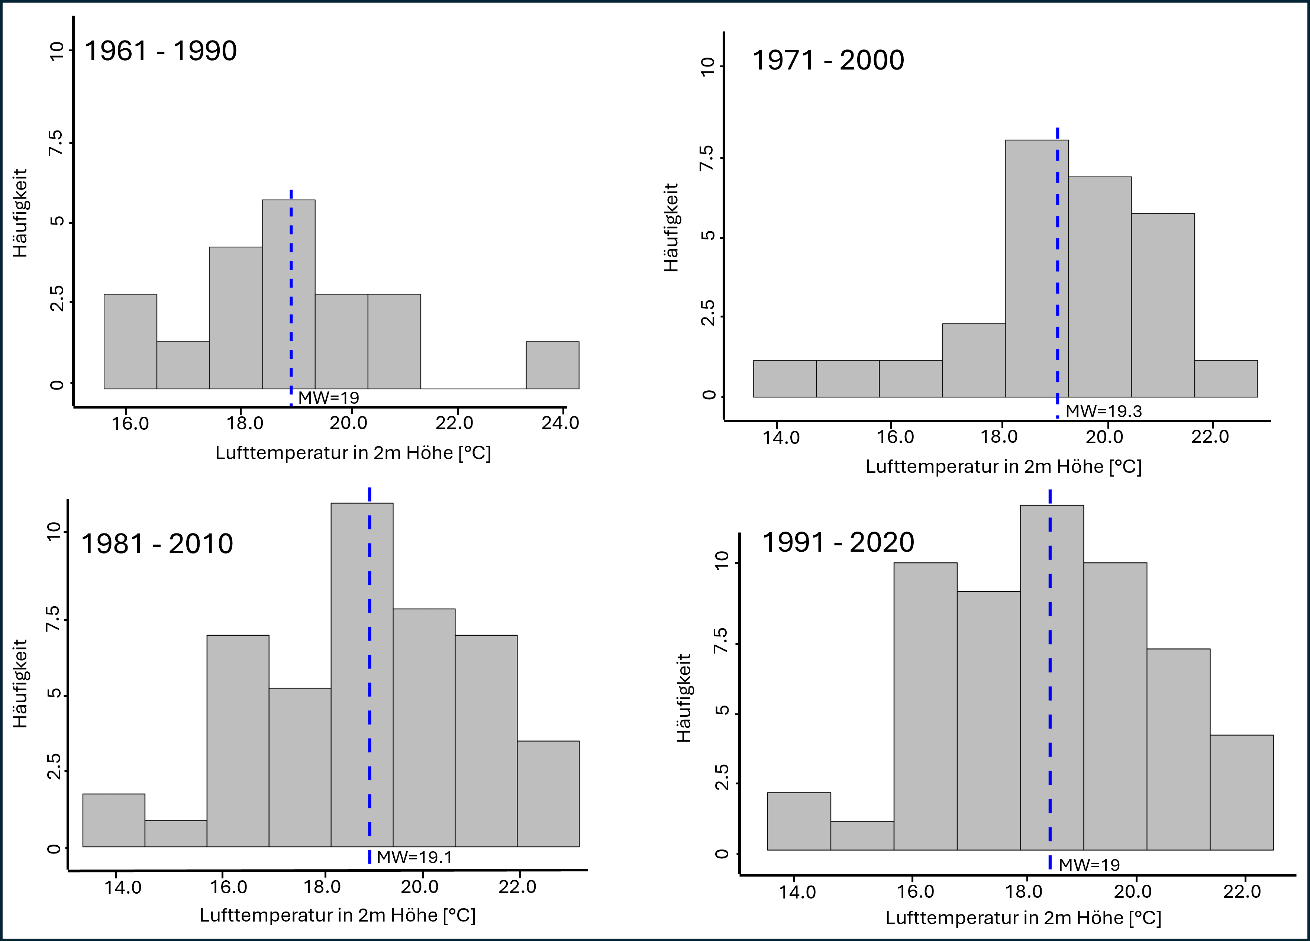 1961 - 1990
Häufigkeit
10
7.5
5
2.5
0
MW=19
16.0 18.0 20.0 22.0 24.0
Lufttemperatur in 2m Höhe [°C]
1971 - 2000
Häufigkeit
10
7.5
5
2.5
0
MW=19.3
14.0 16.0 18.0 20.0 22.0
Lufttemperatur in 2m Höhe [°C]
1981 - 2010
Häufigkeit
10
7.5
5
2.5
0
MW=19.1
14.0 16.0 18.0 20.0 22.0
Lufttemperatur in 2m Höhe [°C]
1991 - 2020
Häufigkeit
10
7.5
5
2.5
0
MW=19
14.0 16.0 18.0 20.0 22.0
Lufttemperatur in 2m Höhe [°C]